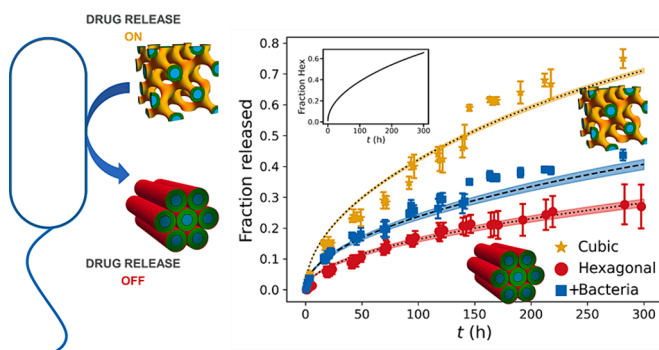 DRUG RELEASE
ON
DRUG RELEASE
OFF
Fraction released
0.8
0.7
0.6
0.5
0.4
0.3
0.2
0.1
0.0
Fraction Hex
0.6
0.4
0.2
0.0
0
100
200
300
t (h)
Cubic
Hexagonal
+Bacteria
0
50
100
150
200
250
300
t (h)